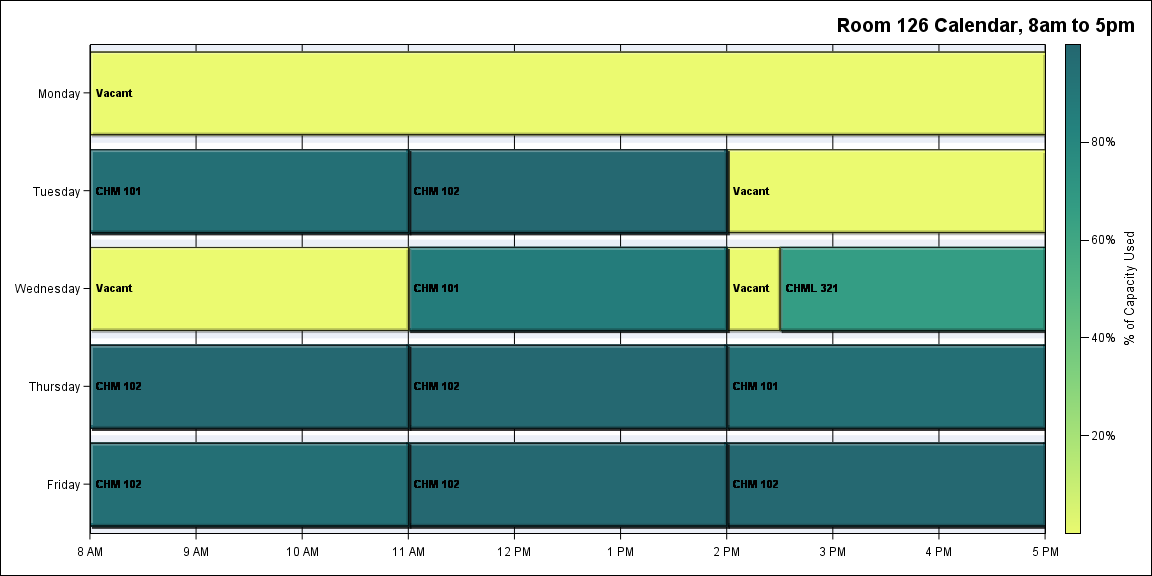 Room 126 Calendar, 8am to 5pm
Monday
Vacant
Tuesday
CHM 101
CHM 102
Vacant
Wednesday
Vacant
CHM 101
Vacant
CHML 321
Thursday
CHM 102
CHM 102
CHM 101
Friday
CHM 102
CHM 102
CHM 102
8 AM
9 AM
10 AM
11 AM
12 PM
1 PM
2 PM
3 PM
4 PM
5 PM
80%
60%
40%
20%
% of Capacity Used